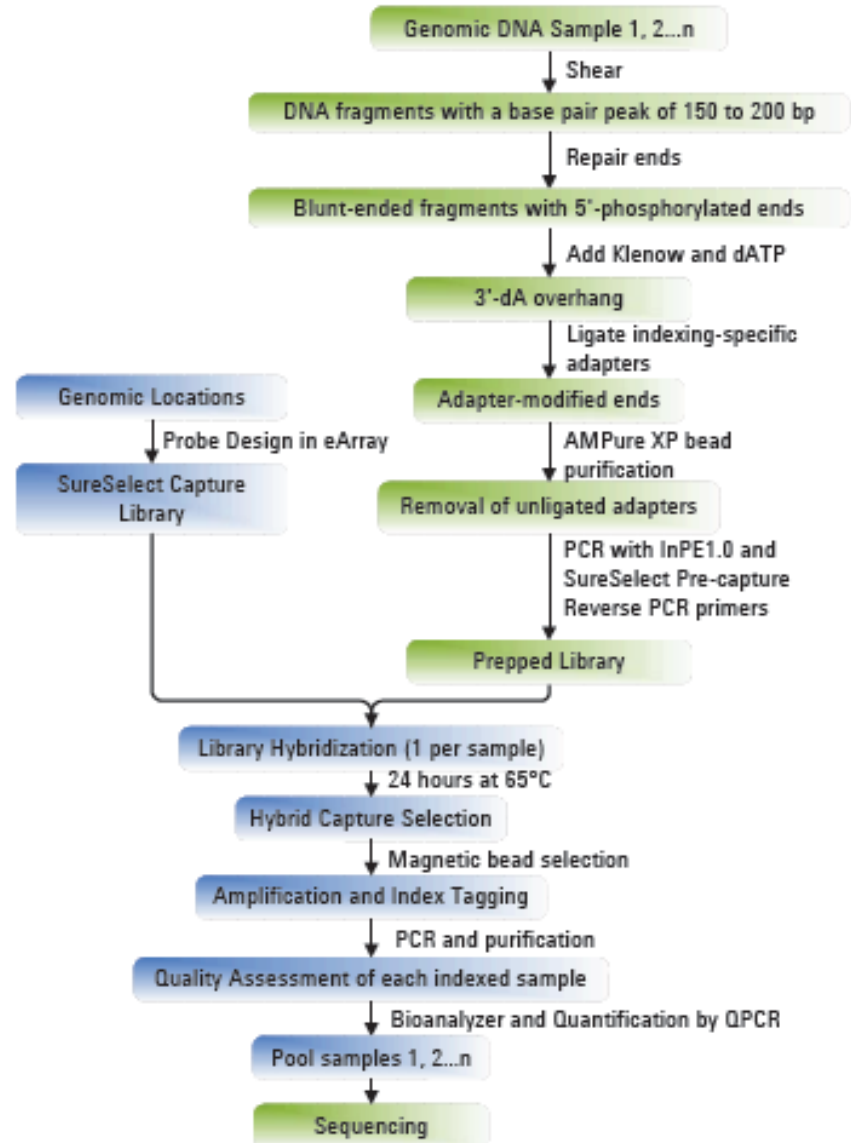 Genomic DNA Sample 1, 2...n
Shear
DNA fragments with a base pair peak of 150 to 200 bp
Repair ends
Blunt-ended fragments with 5'-phosphorylated ends
Add Klenow and dATP
3'-dA overhang
Ligate indexing-specific
adapters
Genomic Locations
Adapter-modified ends
Probe Design in eArray
AMPure XP bead
purification
SureSelect Capture
Library
Removal of unligated adapters
PCR with InPE1.0 and
SureSelect Pre-capture
Reverse PCR primers
Prepped Library
Library Hybridization (1 per sample)
24 hours at 65°C
Hybrid Capture Selection
Magnetic bead selection
Amplification and Index Tagging
PCR and purification
Quality Assessment of each indexed sample
Bioanalyzer and Quantification by QPCR
Pool samples 1, 2...n
Sequencing